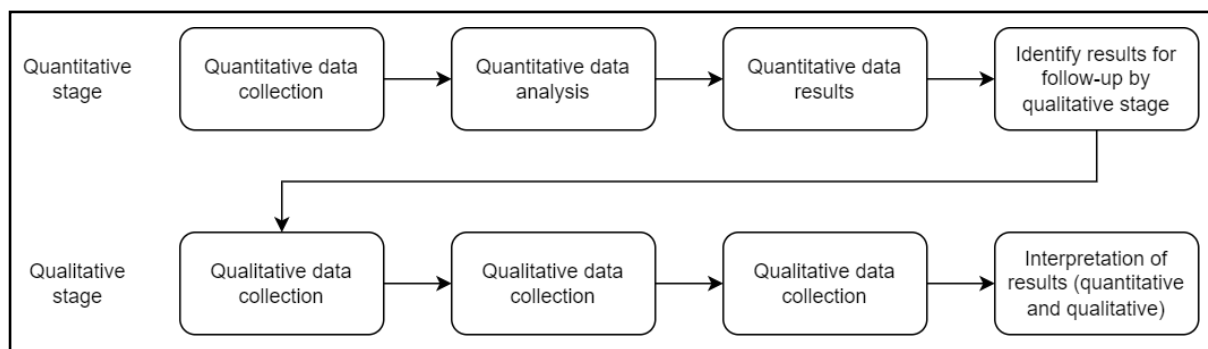 Quantitative
stage
Quantitative data
collection
Quantitative data
analysis
Quantitative data
results
Identify results for
follow-up by
qualitative stage
Qualitative
stage
Qualitative data
collection
Qualitative data
collection
Qualitative data
collection
Interpretation of
results (quantitative
and qualitative)